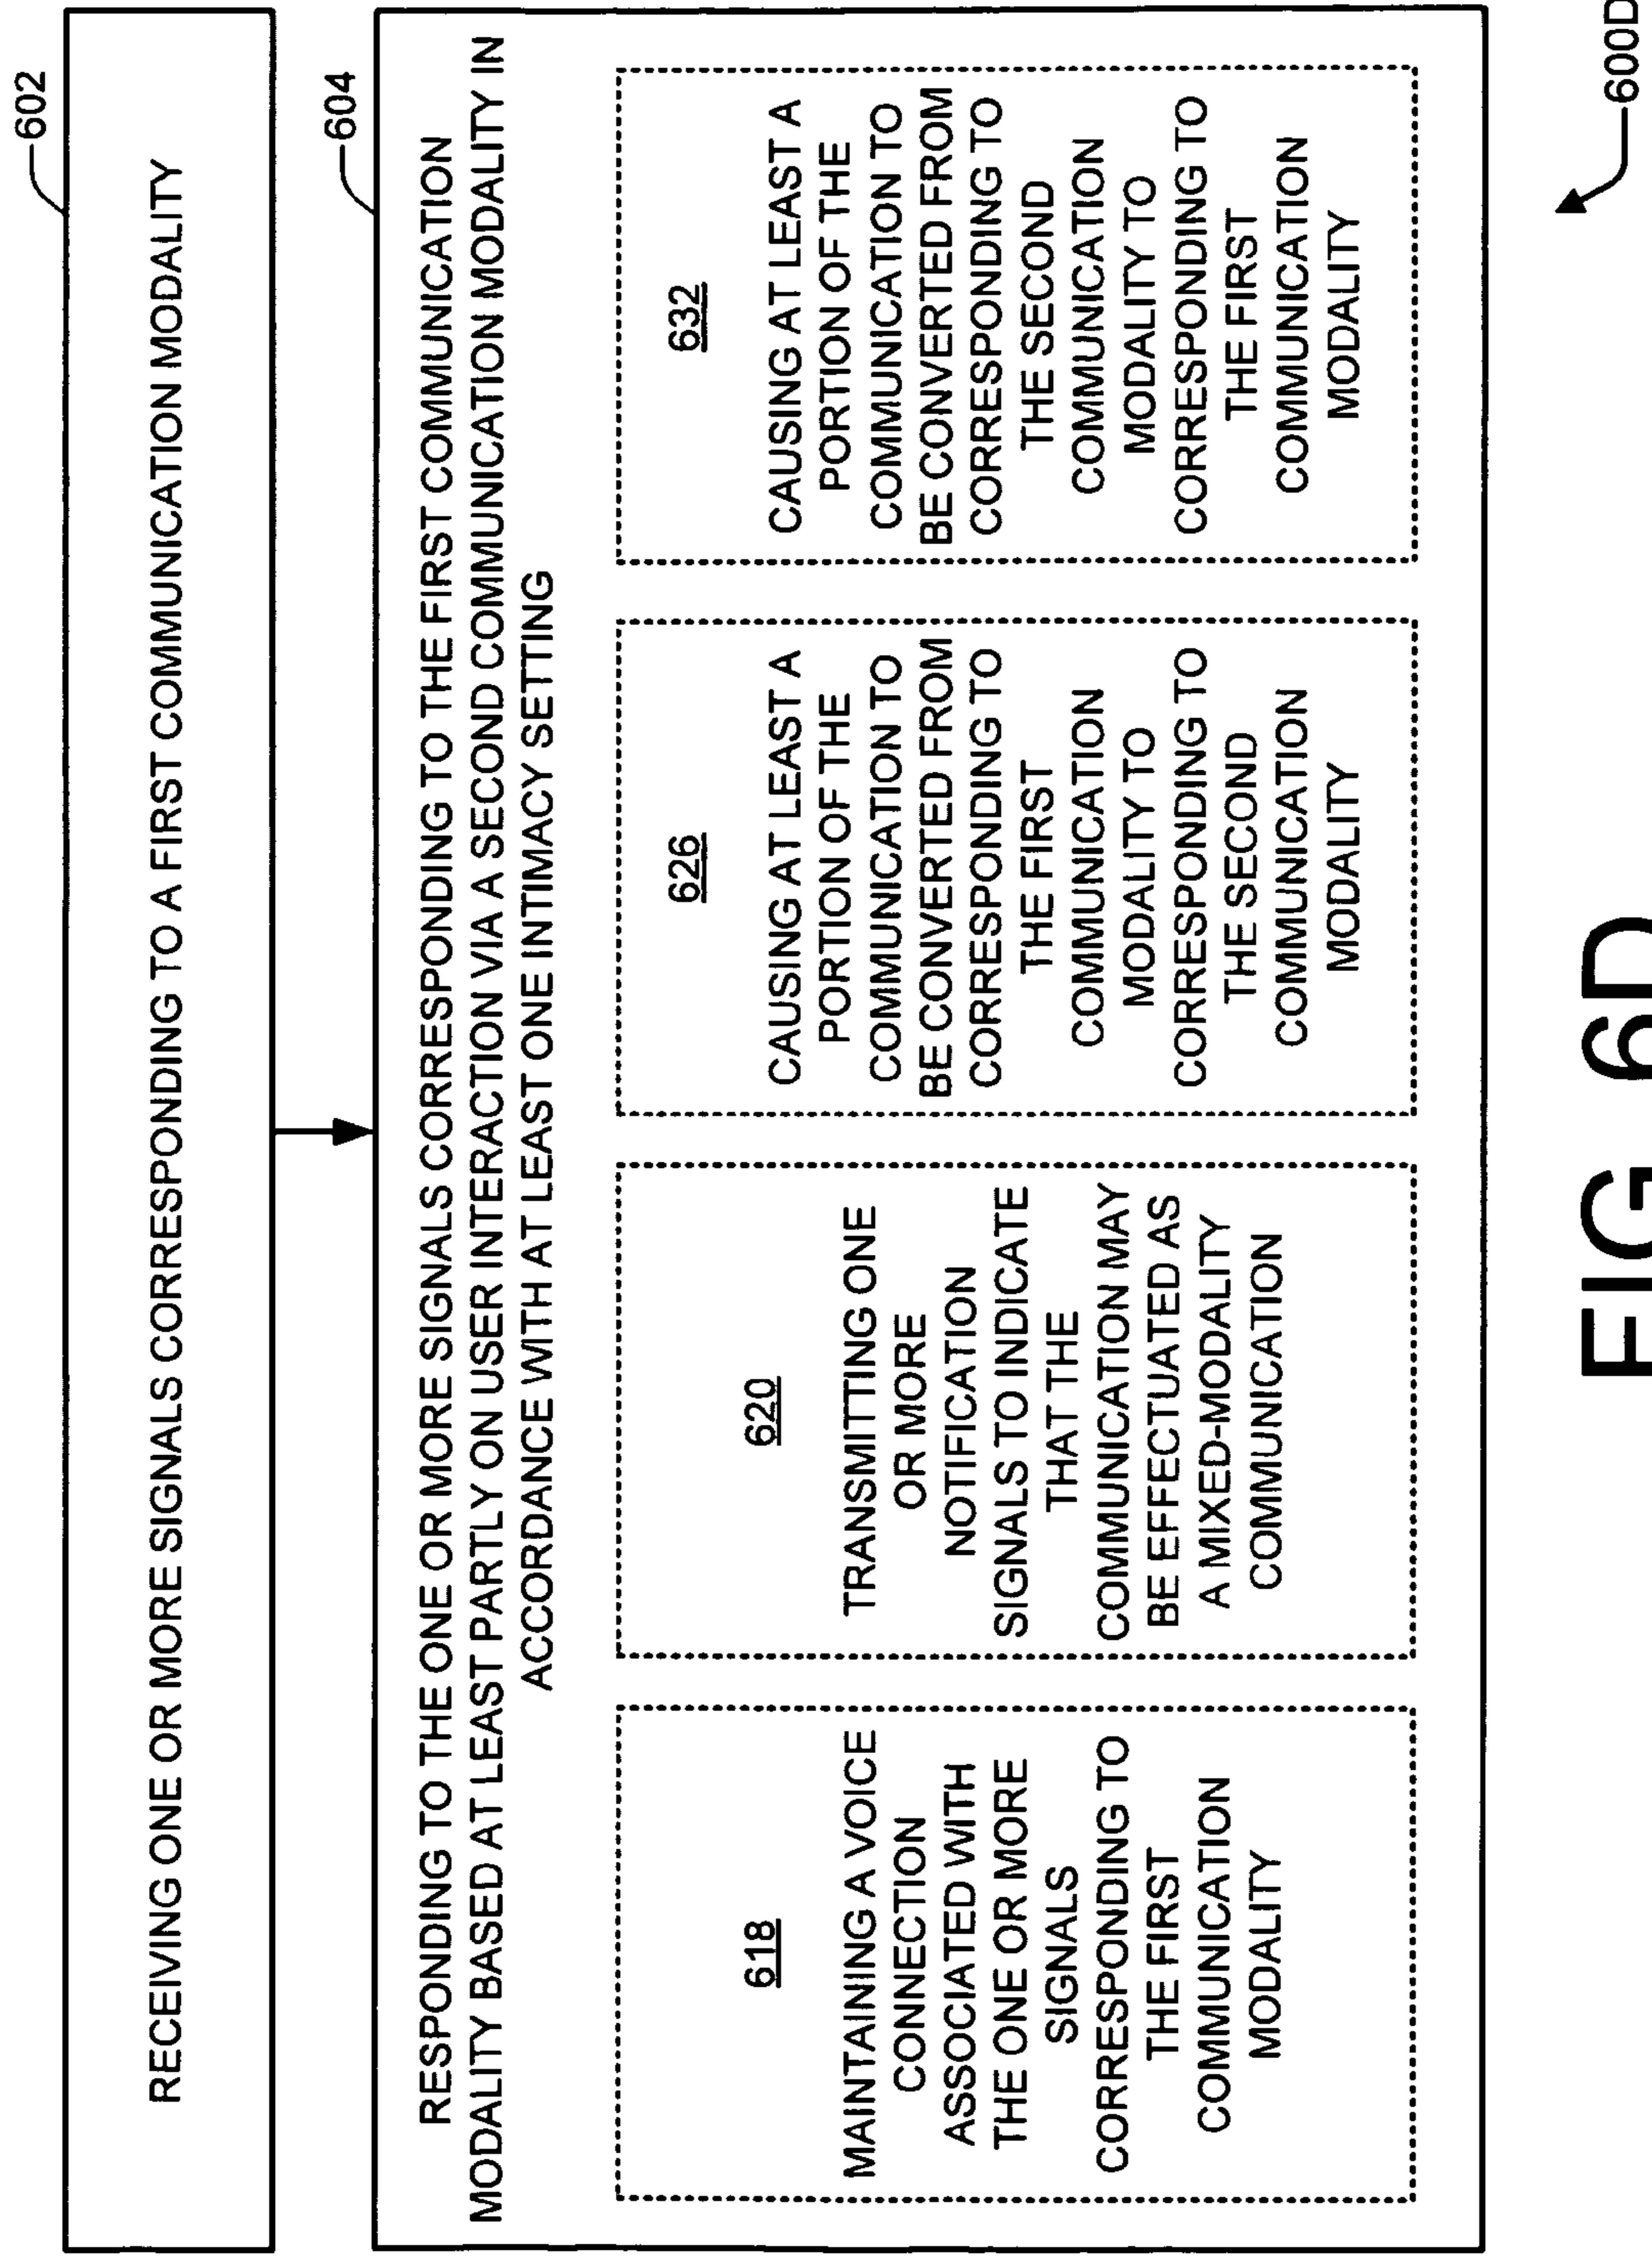 602
RECEIVING ONE OR MORE SIGNALS CORRESPONDING TO A FIRST COMMUNICATION MODALITY
604
RESPONDING TO THE ONE OR MORE SIGNALS CORRESPONDING TO THE FIRST COMMUNICATION
MODALITY BASED AT LEAST PARTLY ON USER INTERACTION VIA A SECOND COMMUNICATION MODALITY IN
ACCORDANCE WITH AT LEAST ONE INTIMACY SETTING
618
MAINTAINING A VOICE
CONNECTION
ASSOCIATED WITH
THE ONE OR MORE
SIGNALS
CORRESPONDING TO
THE FIRST
COMMUNICATION
MODALITY
620
TRANSMITTING ONE
OR MORE
NOTIFICATION
SIGNALS TO INDICATE
THAT THE
COMMUNICATION MAY
BE EFFECTUATED AS
A MIXED-MODALITY
COMMUNICATION
626
CAUSING AT LEAST A
PORTION OF THE
COMMUNICATION TO
BE CONVERTED FROM
CORRESPONDING TO
THE FIRST
COMMUNICATION
MODALITY TO
CORRESPONDING TO
THE SECOND
COMMUNICATION
MODALITY
632
CAUSING AT LEAST A
PORTION OF THE
COMMUNICATION TO
BE CONVERTED FROM
CORRESPONDING TO
THE SECOND
COMMUNICATION
MODALITY TO
CORRESPONDING TO
THE FIRST
COMMUNICATION
MODALITY
600D
FIG 6D